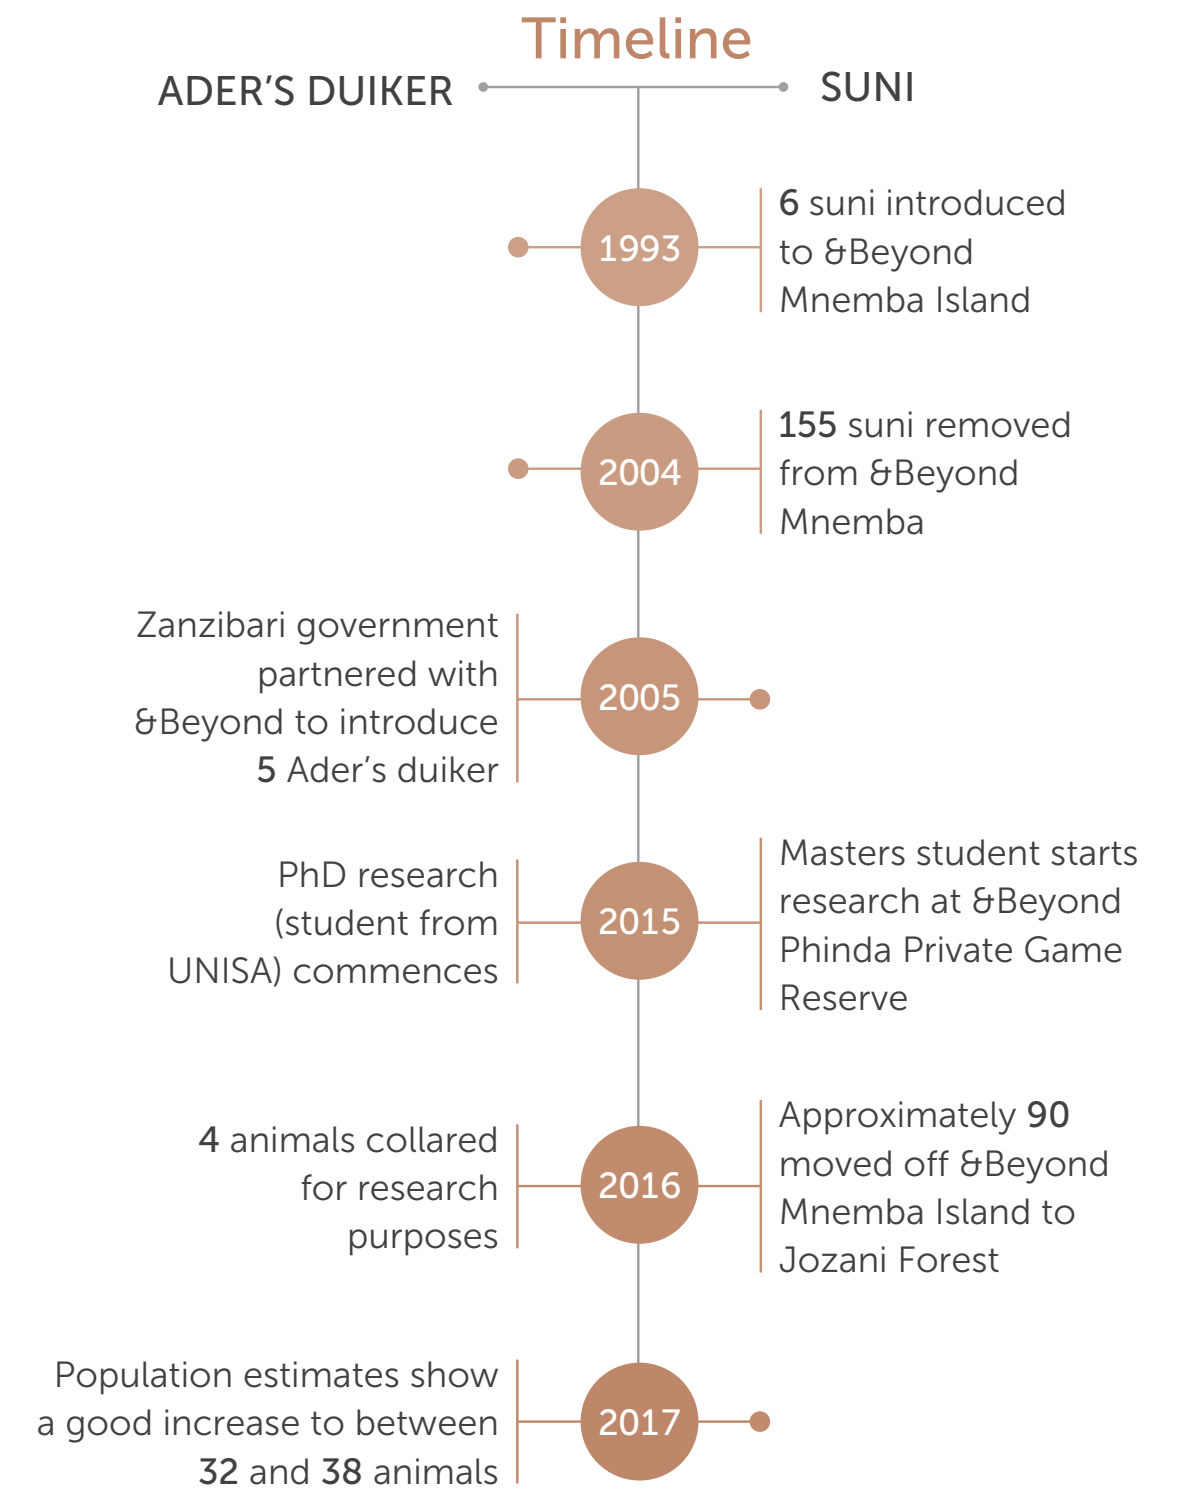 Timeline
ADER’S DUIKER
SUNI
1993
6 suni introduced
to &Beyond
Mnemba Island
2004
155 suni removed
from &Beyond
Mnemba
Zanzibari government
partnered with
&Beyond to introduce
5 Ader’s duiker
2005
PhD research
(student from
UNISA) commences
2015
Masters student starts
research at &Beyond
Phinda Private Game
Reserve
4 animals collared
for research
purposes
2016
Approximately 90
moved off &Beyond
Mnemba Island to
Jozani Forest
Population estimates show
a good increase to between
32 and 38 animals
2017